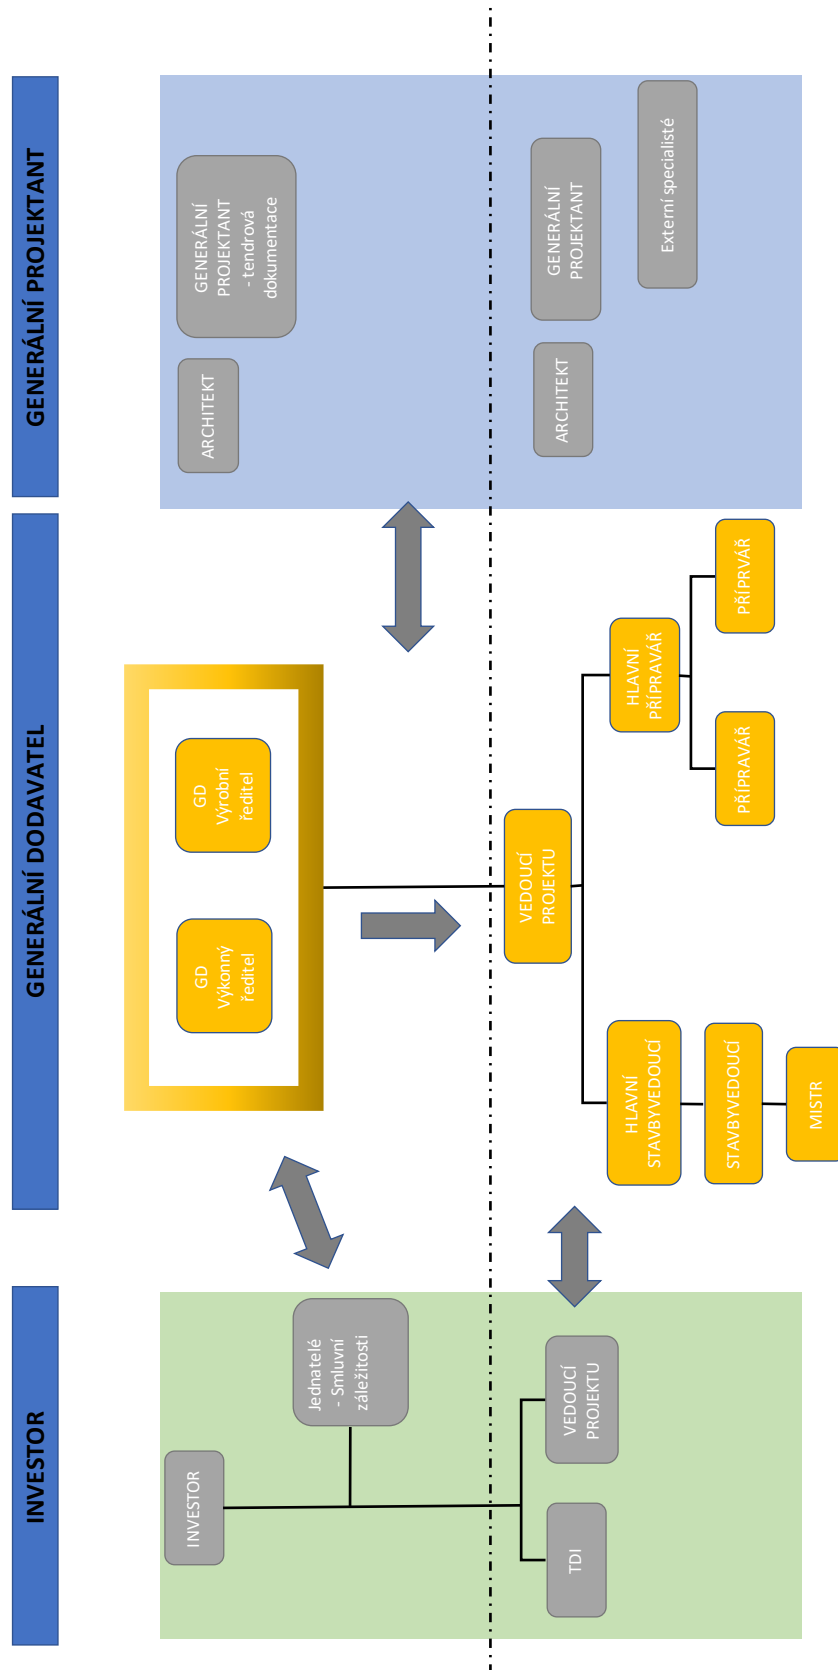 INVESTOR
GENERÁLNÍ DODAVATEL
GENERÁLNÍ PROJEKTANT
INVESTOR
Jednatelé
- Smluvní
záležitosti
TDI
VEDOUCÍ
PROJEKTU
GD
Výkonný
ředitel
GD
Výrobní
ředitel
VEDOUCÍ
PROJEKTU
HLAVNÍ
STAVBYVEDOUCÍ
STAVBYVEDOUCÍ
MISTR
HLAVNÍ
PŘÍPRAVÁŘ
PŘÍPRAVÁŘ
PŘÍPRVÁŘ
ARCHITEKT
GENERÁLNÍ
PROJEKTANT
- tendrová
dokumentace
ARCHITEKT
GENERÁLNÍ
PROJEKTANT
Externí specialisté